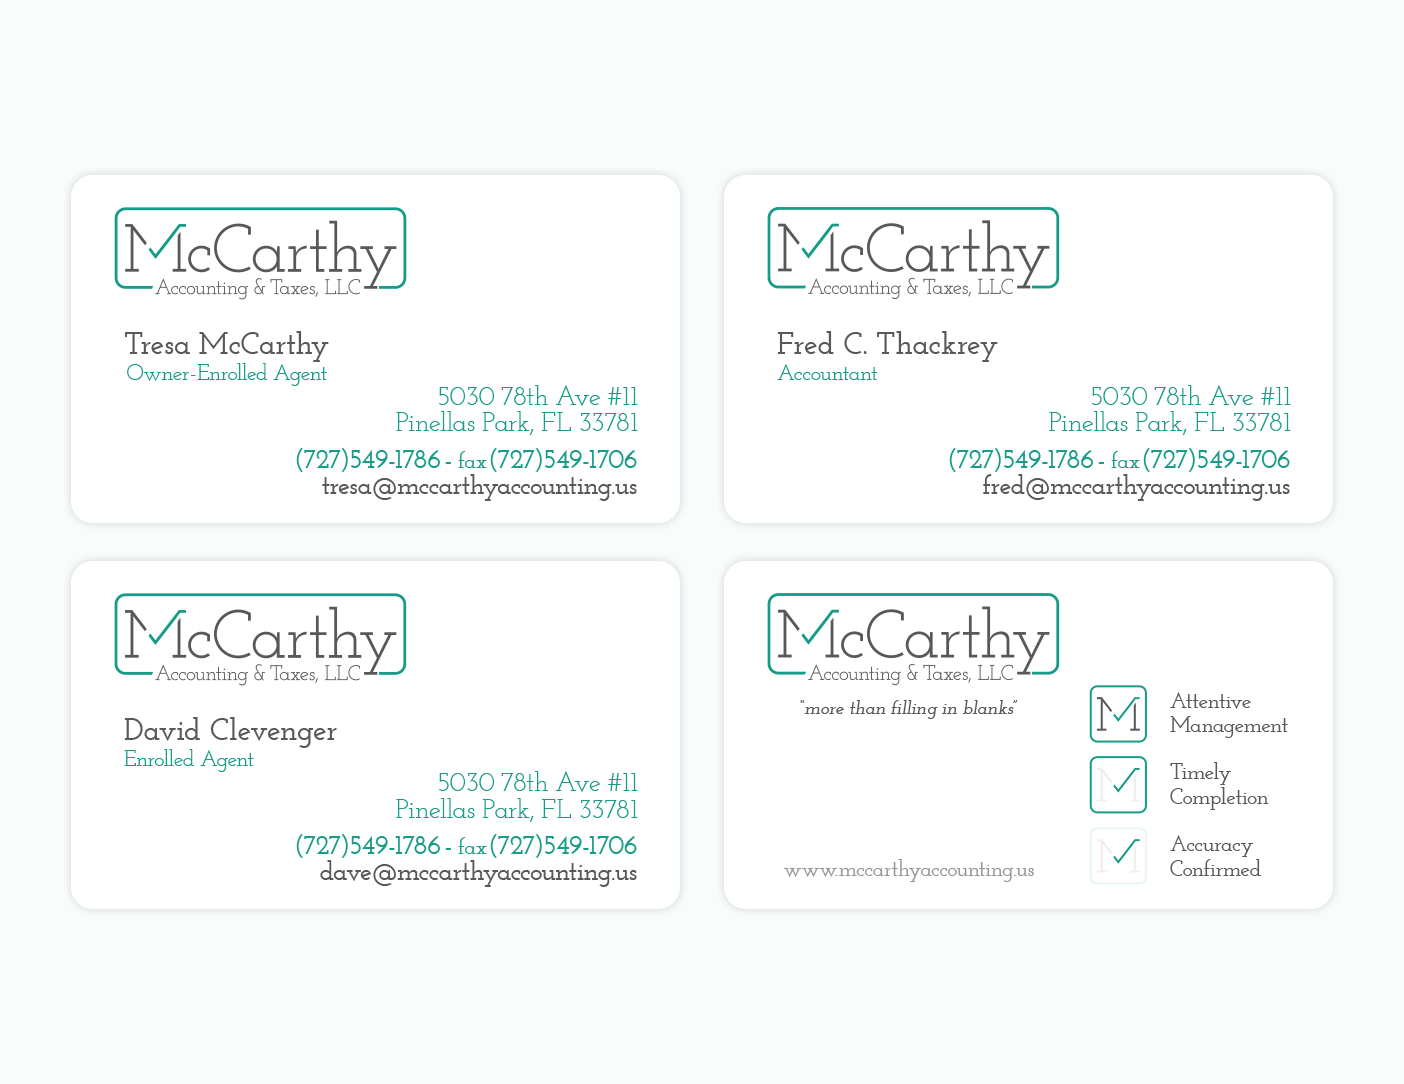 McCarthy
Accounting & Taxes, LLC
Tresa McCarthy
Owner-Enrolled Agent
5030 78th Ave #11
Pinellas Park, FL 33781
(727)549-1786 - fax(727)549-1706
tresa@mccarthyaccounting.us
McCarthy
Accounting & Taxes, LLC
Fred C. Thackrey
Accountant
5030 78th Ave #11
Pinellas Park, FL 33781
(727)549-1786 - fax(727)549-1706
fred@mccarthyaccounting.us
McCarthy
Accounting & Taxes, LLC
David Clevenger
Enrolled Agent
5030 78th Ave #11
Pinellas Park, FL 33781
(727)549-1786 - fax(727)549-1706
dave@mccarthyaccounting.us
McCarthy
Accounting & Taxes, LLC
“more than filling in blanks”
M
Attentive
Management
M
Timely
Completion
M
Accuracy
Confirmed
www.mccarthyaccounting.us